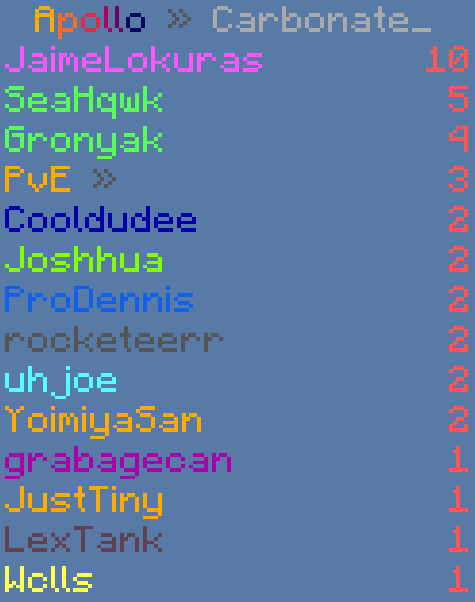 Apollo » Carbonate_
JaimeLokuras 10
SeaHqwk 5
Gronyak 4
PvE » 3
Cooldudee 2
Joshhua 2
ProDennis 2
rocketeerr 2
uhjoe 2
YoimiyaSan 2
grabagecan 1
JustTiny 1
LexTank 1
Wolls 1